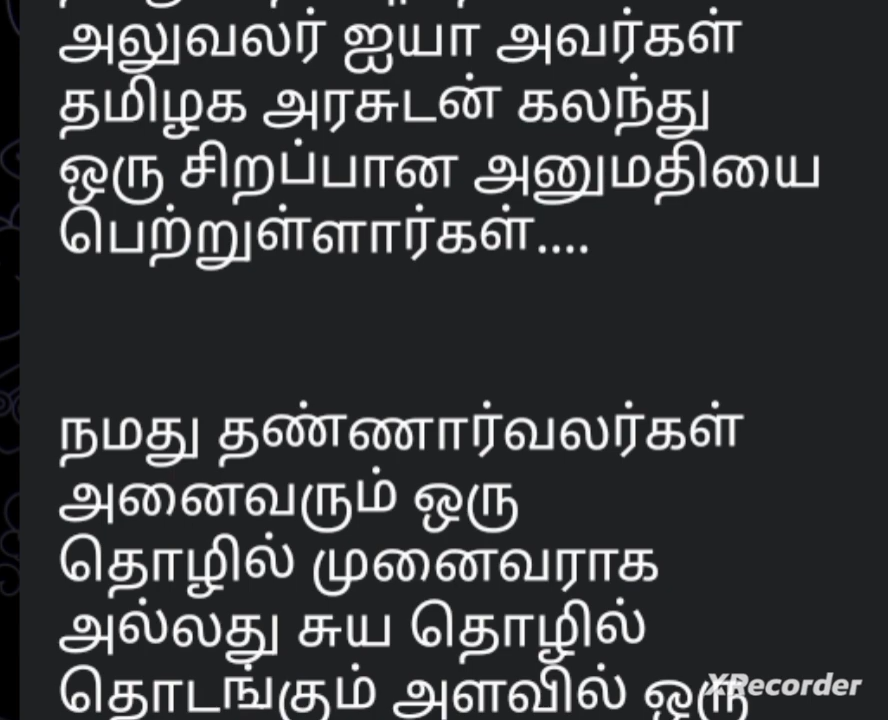 அலுவலர் ஐயா அவர்கள்
தமிழக அரசுடன் கலந்து
ஒரு சிறப்பான அனுமதியை
பெற்றுள்ளார்கள்....
நமது தண்ணார்வலர்கள்
அனைவரும் ஒரு
தொழில் முனைவராக
அல்லது சுய தொழில்
தொடங்கும் அளவில் ஒரு
XRecorder